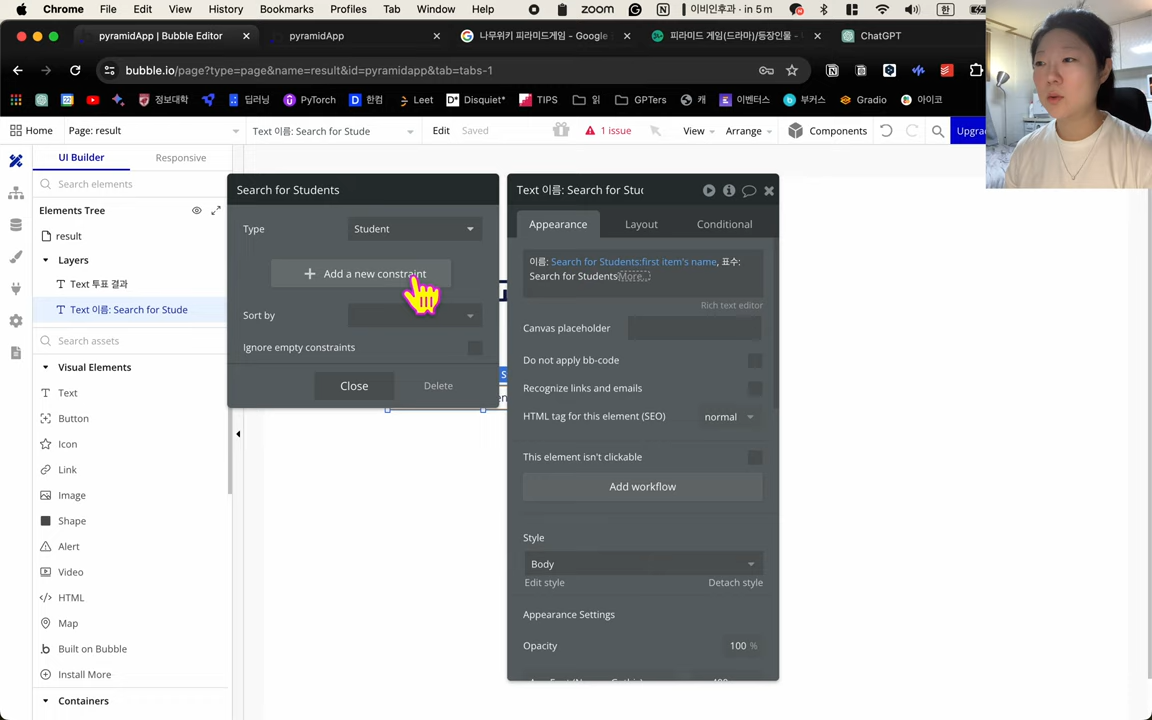 Chrome File Edit View History Bookmarks Profiles Tab Window Help zoom 이비인후과 · in 5 m 한
pyramidApp | Bubble Editor pyramidApp 나무위키 피라미드게임 - Google 피라미드 게임(드라마)/등장인물 - ChatGPT
bubble.io/page?type=page&name=result&id=pyramidapp&tab=tabs-1
정보대학 딥러닝 PyTorch 한컴 Leet Disquiet* TIPS 읽 GPTers 캐 이벤터스 부커스 Gradio 아이코
Home Page: result Text 이름: Search for Stude Edit Saved 1 issue View Arrange Components Upgra
UI Builder Responsive
Search elements
Elements Tree
result
Layers
Text 투표 결과
Text 이름: Search for Stude
Search assets
Visual Elements
Text
Button
Icon
Link
Image
Shape
Alert
Video
HTML
Map
Built on Bubble
Install More
Containers
Search for Students
Type Student
Add a new constraint
Sort by
Ignore empty constraints
Close Delete
Text 이름: Search for Stuc
Appearance Layout Conditional
이름: Search for Students:first item's name, 표수:
Search for StudentsMore...
Rich text editor
Canvas placeholder
Do not apply bb-code
Recognize links and emails
HTML tag for this element (SEO) normal
This element isn't clickable
Add workflow
Style
Body
Edit style Detach style
Appearance Settings
Opacity 100 %